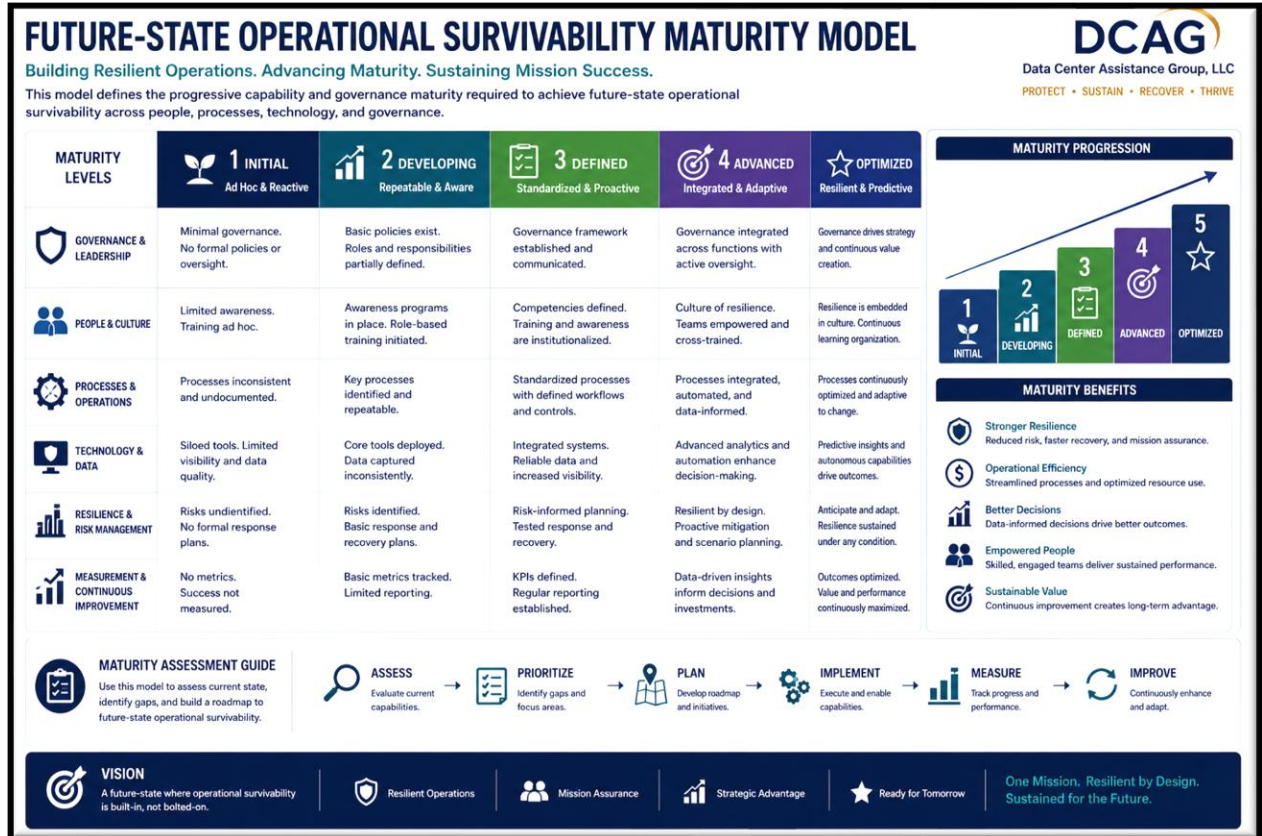 FUTURE-STATE OPERATIONAL SURVIVABILITY MATURITY MODEL
Building Resilient Operations. Advancing Maturity. Sustaining Mission Success.
This model defines the progressive capability and governance maturity required to achieve future-state operational
survivability across people, processes, technology, and governance.
DCAG
Data Center Assistance Group, LLC
PROTECT • SUSTAIN • RECOVER • THRIVE
MATURITY
LEVELS
1 INITIAL
Ad Hoc & Reactive
2 DEVELOPING
Repeatable & Aware
3 DEFINED
Standardized & Proactive
4 ADVANCED
Integrated & Adaptive
OPTIMIZED
Resilient & Predictive
GOVERNANCE &
LEADERSHIP
Minimal governance.
No formal policies or
oversight.
Basic policies exist.
Roles and responsibilities
partially defined.
Governance framework
established and
communicated.
Governance integrated
across functions with
active oversight.
Governance drives strategy
and continuous value
creation.
PEOPLE & CULTURE
Limited awareness.
Training ad hoc.
Awareness programs
in place. Role-based
training initiated.
Competencies defined.
Training and awareness
are institutionalized.
Culture of resilience.
Teams empowered and
cross-trained.
Resilience is embedded
in culture. Continuous
learning organization.
PROCESSES &
OPERATIONS
Processes inconsistent
and undocumented.
Key processes
identified and
repeatable.
Standardized processes
with defined workflows
and controls.
Processes integrated,
automated, and
data-informed.
Processes continuously
optimized and adaptive
to change.
TECHNOLOGY &
DATA
Siloed tools. Limited
visibility and data
quality.
Core tools deployed.
Data captured
inconsistently.
Integrated systems.
Reliable data and
increased visibility.
Advanced analytics and
automation enhance
decision-making.
Predictive insights and
autonomous capabilities
drive outcomes.
RESILIENCE &
RISK MANAGEMENT
Risks undientified.
No formal response
plans.
Risks identified.
Basic response and
recovery plans.
Risk-informed planning.
Tested response and
recovery.
Resilient by design.
Proactive mitigation
and scenario planning.
Anticipate and adapt.
Resilience sustained
under any condition.
MEASUREMENT &
CONTINUOUS
IMPROVEMENT
No metrics.
Success not
measured.
Basic metrics tracked.
Limited reporting.
KPIs defined.
Regular reporting
established.
Data-driven insights
inform decisions and
investments.
Outcomes optimized.
Value and performance
continuously maximized.
MATURITY PROGRESSION
1
INITIAL
2
DEVELOPING
3
DEFINED
4
ADVANCED
5
OPTIMIZED
MATURITY BENEFITS
Stronger Resilience
Reduced risk, faster recovery, and mission assurance.
$
Operational Efficiency
Streamlined processes and optimized resource use.
Better Decisions
Data-informed decisions drive better outcomes.
Empowered People
Skilled, engaged teams deliver sustained performance.
Sustainable Value
Continuous improvement creates long-term advantage.
MATURITY ASSESSMENT GUIDE
Use this model to assess current state,
identify gaps, and build a roadmap to
future-state operational survivability.
ASSESS
Evaluate current
capabilities.
PRIORITIZE
Identify gaps and
focus areas.
PLAN
Develop roadmap
and initiatives.
IMPLEMENT
Execute and enable
capabilities.
MEASURE
Track progress and
performance.
IMPROVE
Continuously enhance
and adapt.
VISION
A future-state where operational survivability
is built-in, not bolted-on.
Resilient Operations
Mission Assurance
Strategic Advantage
Ready for Tomorrow
One Mission. Resilient by Design.
Sustained for the Future.